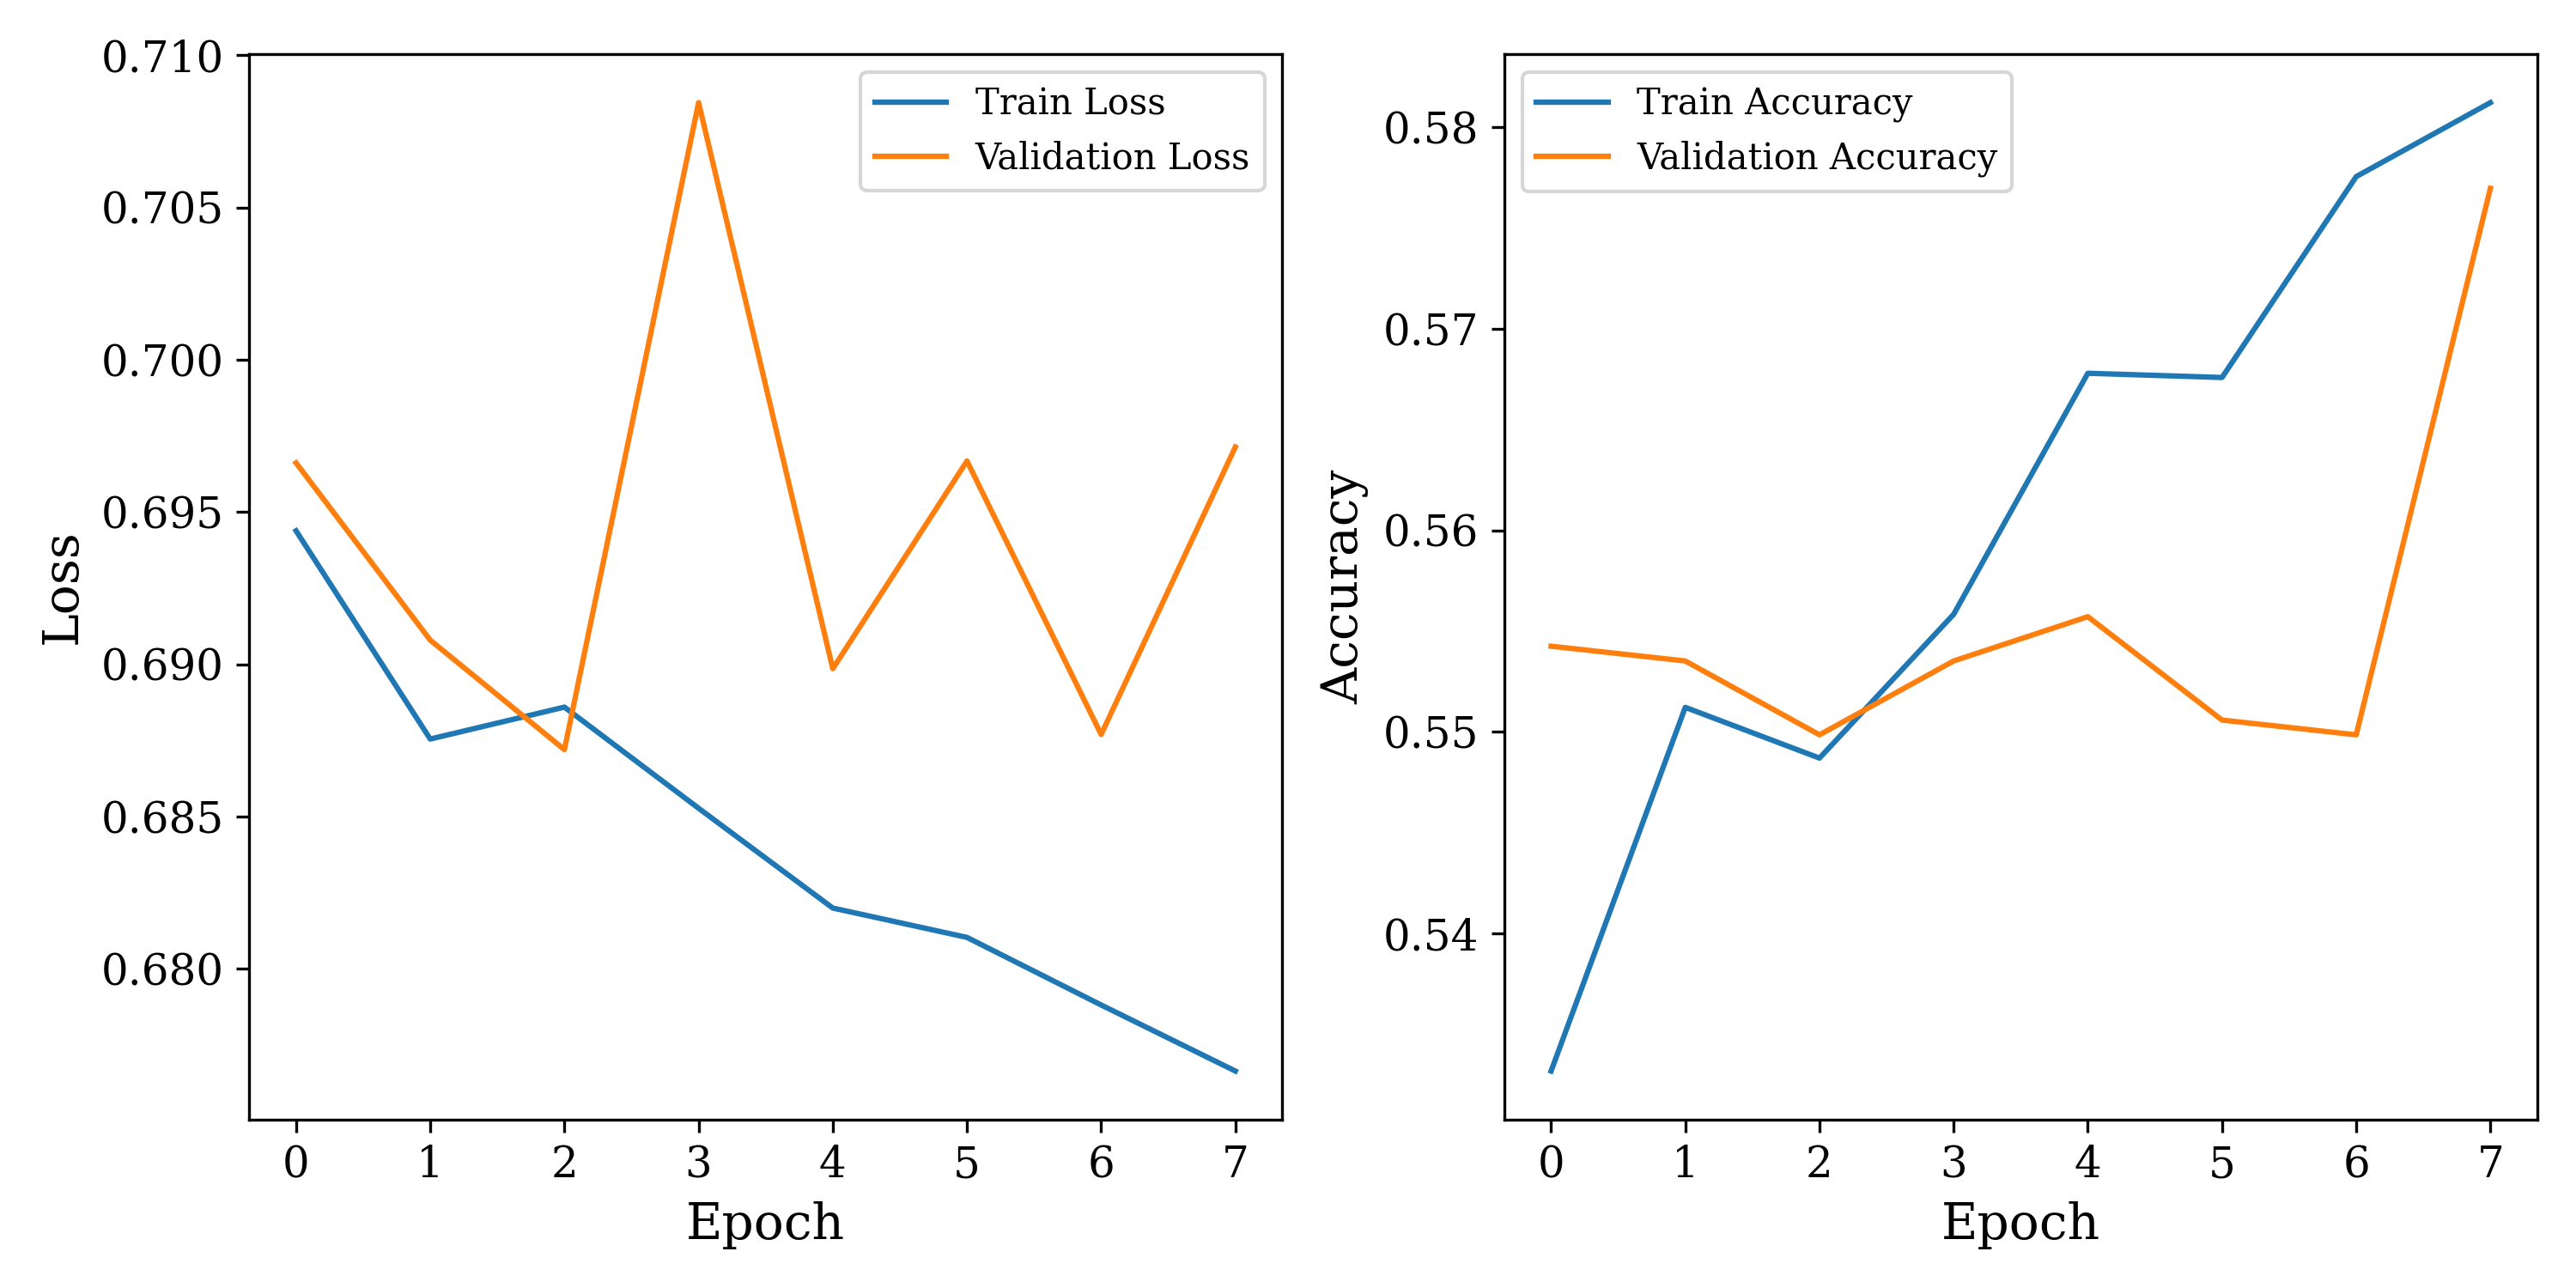 0.710
0.705
0.700
0.695
0.690
0.685
0.680
Loss
0 1 2 3 4 5 6 7
Epoch
Train Loss
Validation Loss
0.58
0.57
0.56
0.55
0.54
Accuracy
0 1 2 3 4 5 6 7
Epoch
Train Accuracy
Validation Accuracy